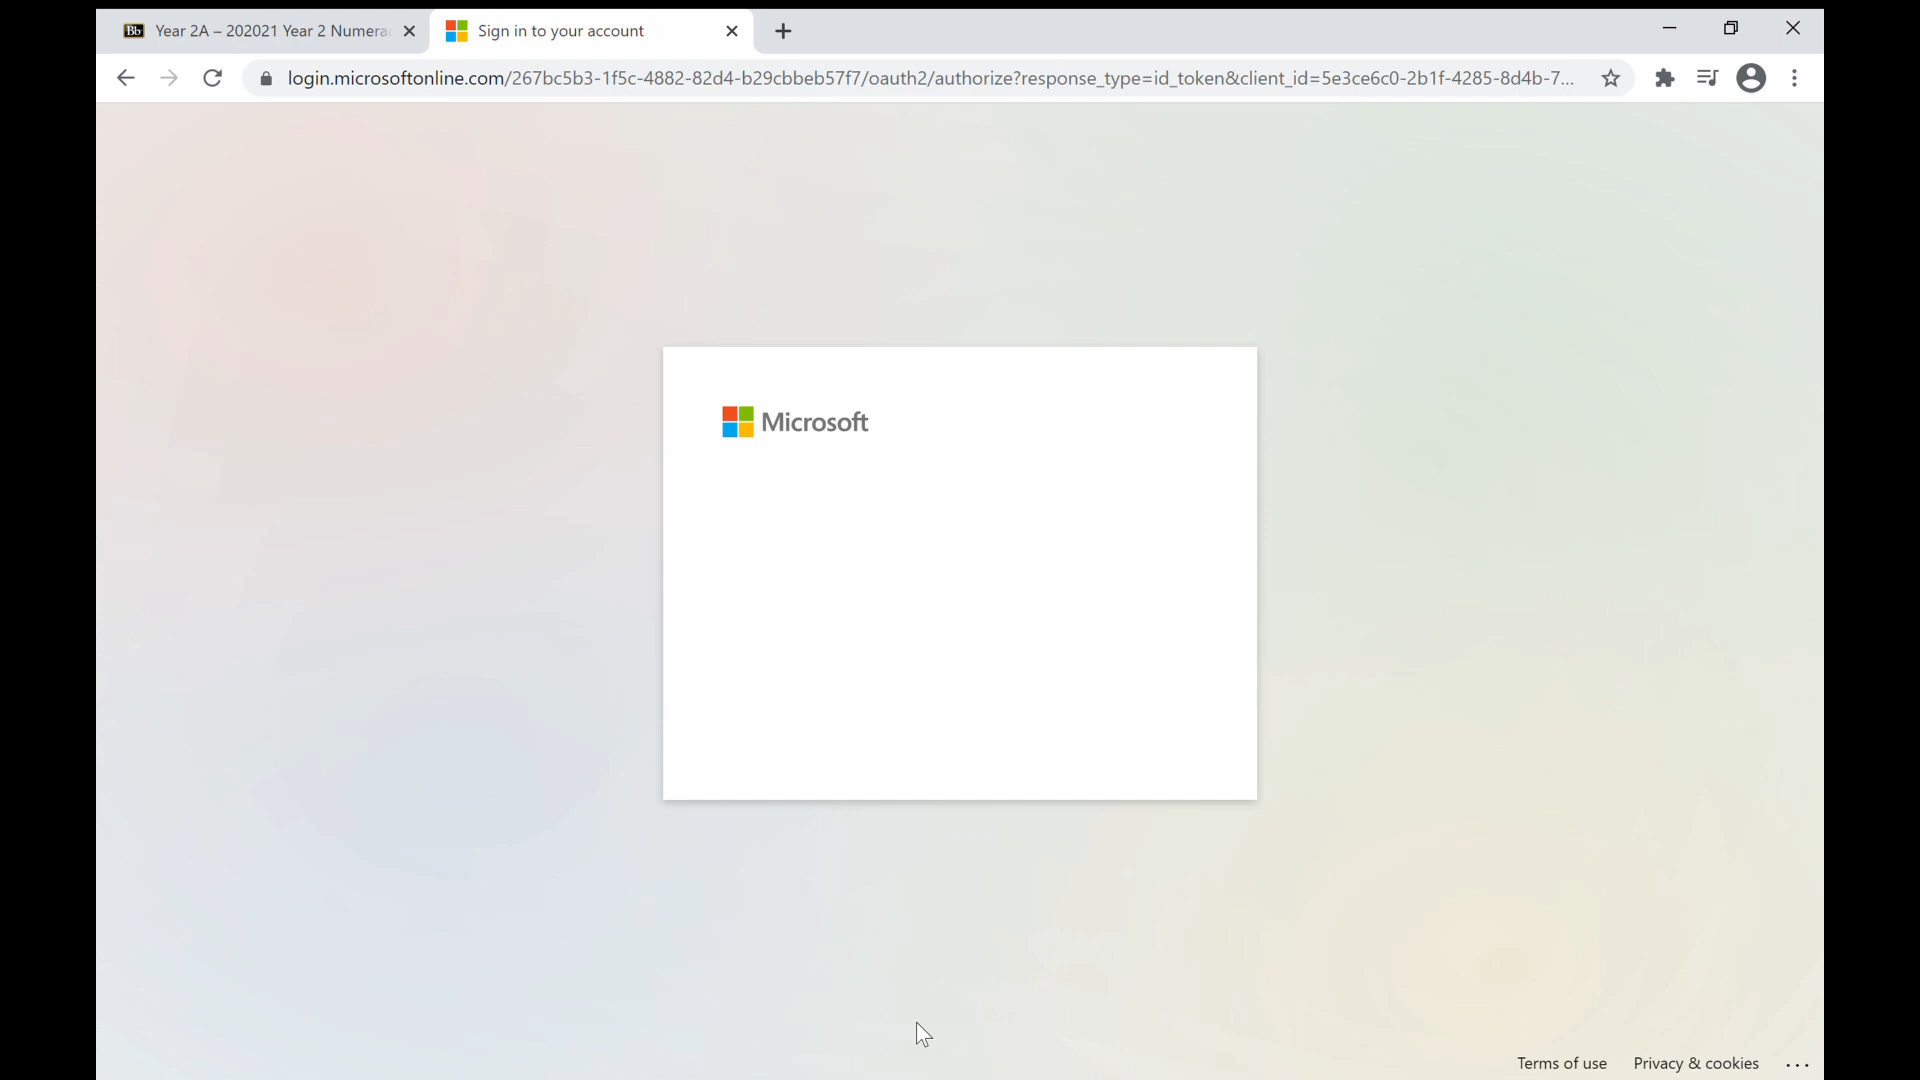 Bb Year 2A – 202021 Year 2 Numera
Sign in to your account
login.microsoftonline.com/267bc5b3-1f5c-4882-82d4-b29cbbeb57f7/oauth2/authorize?response_type=id_token&client_id=5e3ce6c0-2b1f-4285-8d4b-7...
Microsoft
Terms of use Privacy & cookies ...